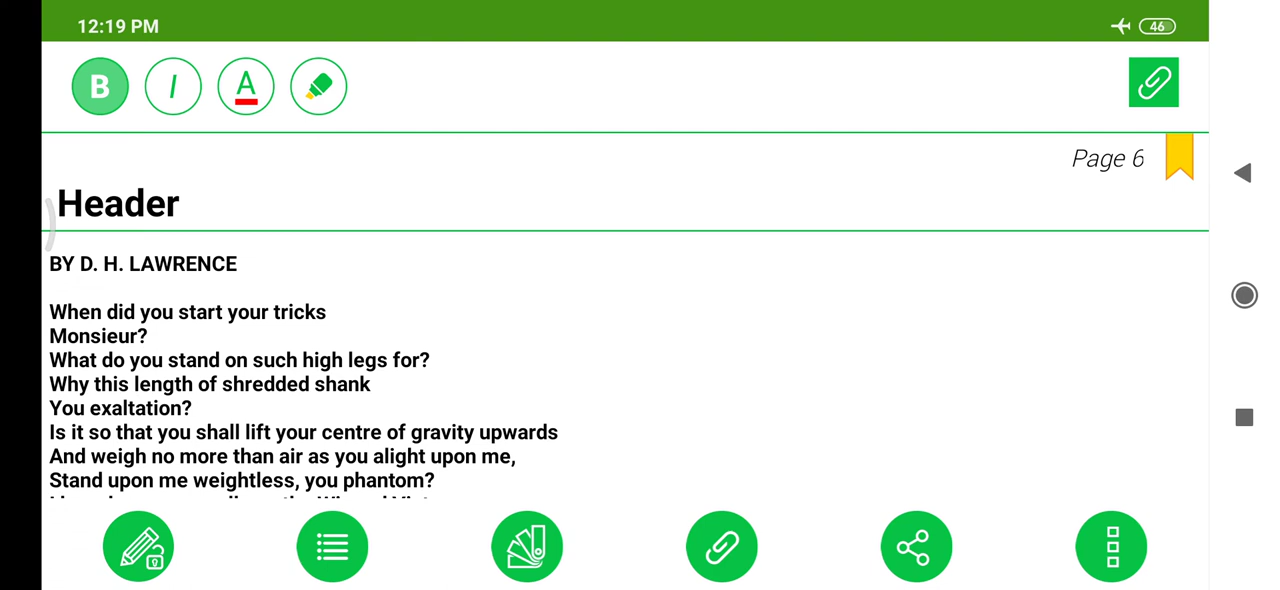 12:19 PM
46
B I A
Page 6
Header
BY D. H. LAWRENCE
When did you start your tricks
Monsieur?
What do you stand on such high legs for?
Why this length of shredded shank
You exaltation?
Is it so that you shall lift your centre of gravity upwards
And weigh no more than air as you alight upon me,
Stand upon me weightless, you phantom?